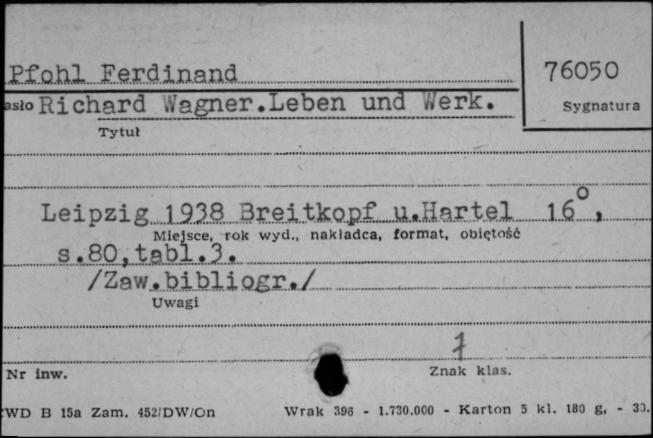 Pfohl Ferdinand
76050
asło Richard Wagner.Leben und Werk.
Sygnatura
Tytuł
Leipzig 1938 Breitkopf u.Hartel 16°,
Miejsce, rok wyd., nakładca, format, objętość
s.80,tabl.3.
/Zaw.bibliogr./
Uwagi
1
Nr inw.
Znak klas.
WD B 15a Zam. 452/DW/On Wrak 396 - 1.730.000 - Karton 5 kl. 180 g, - 30.